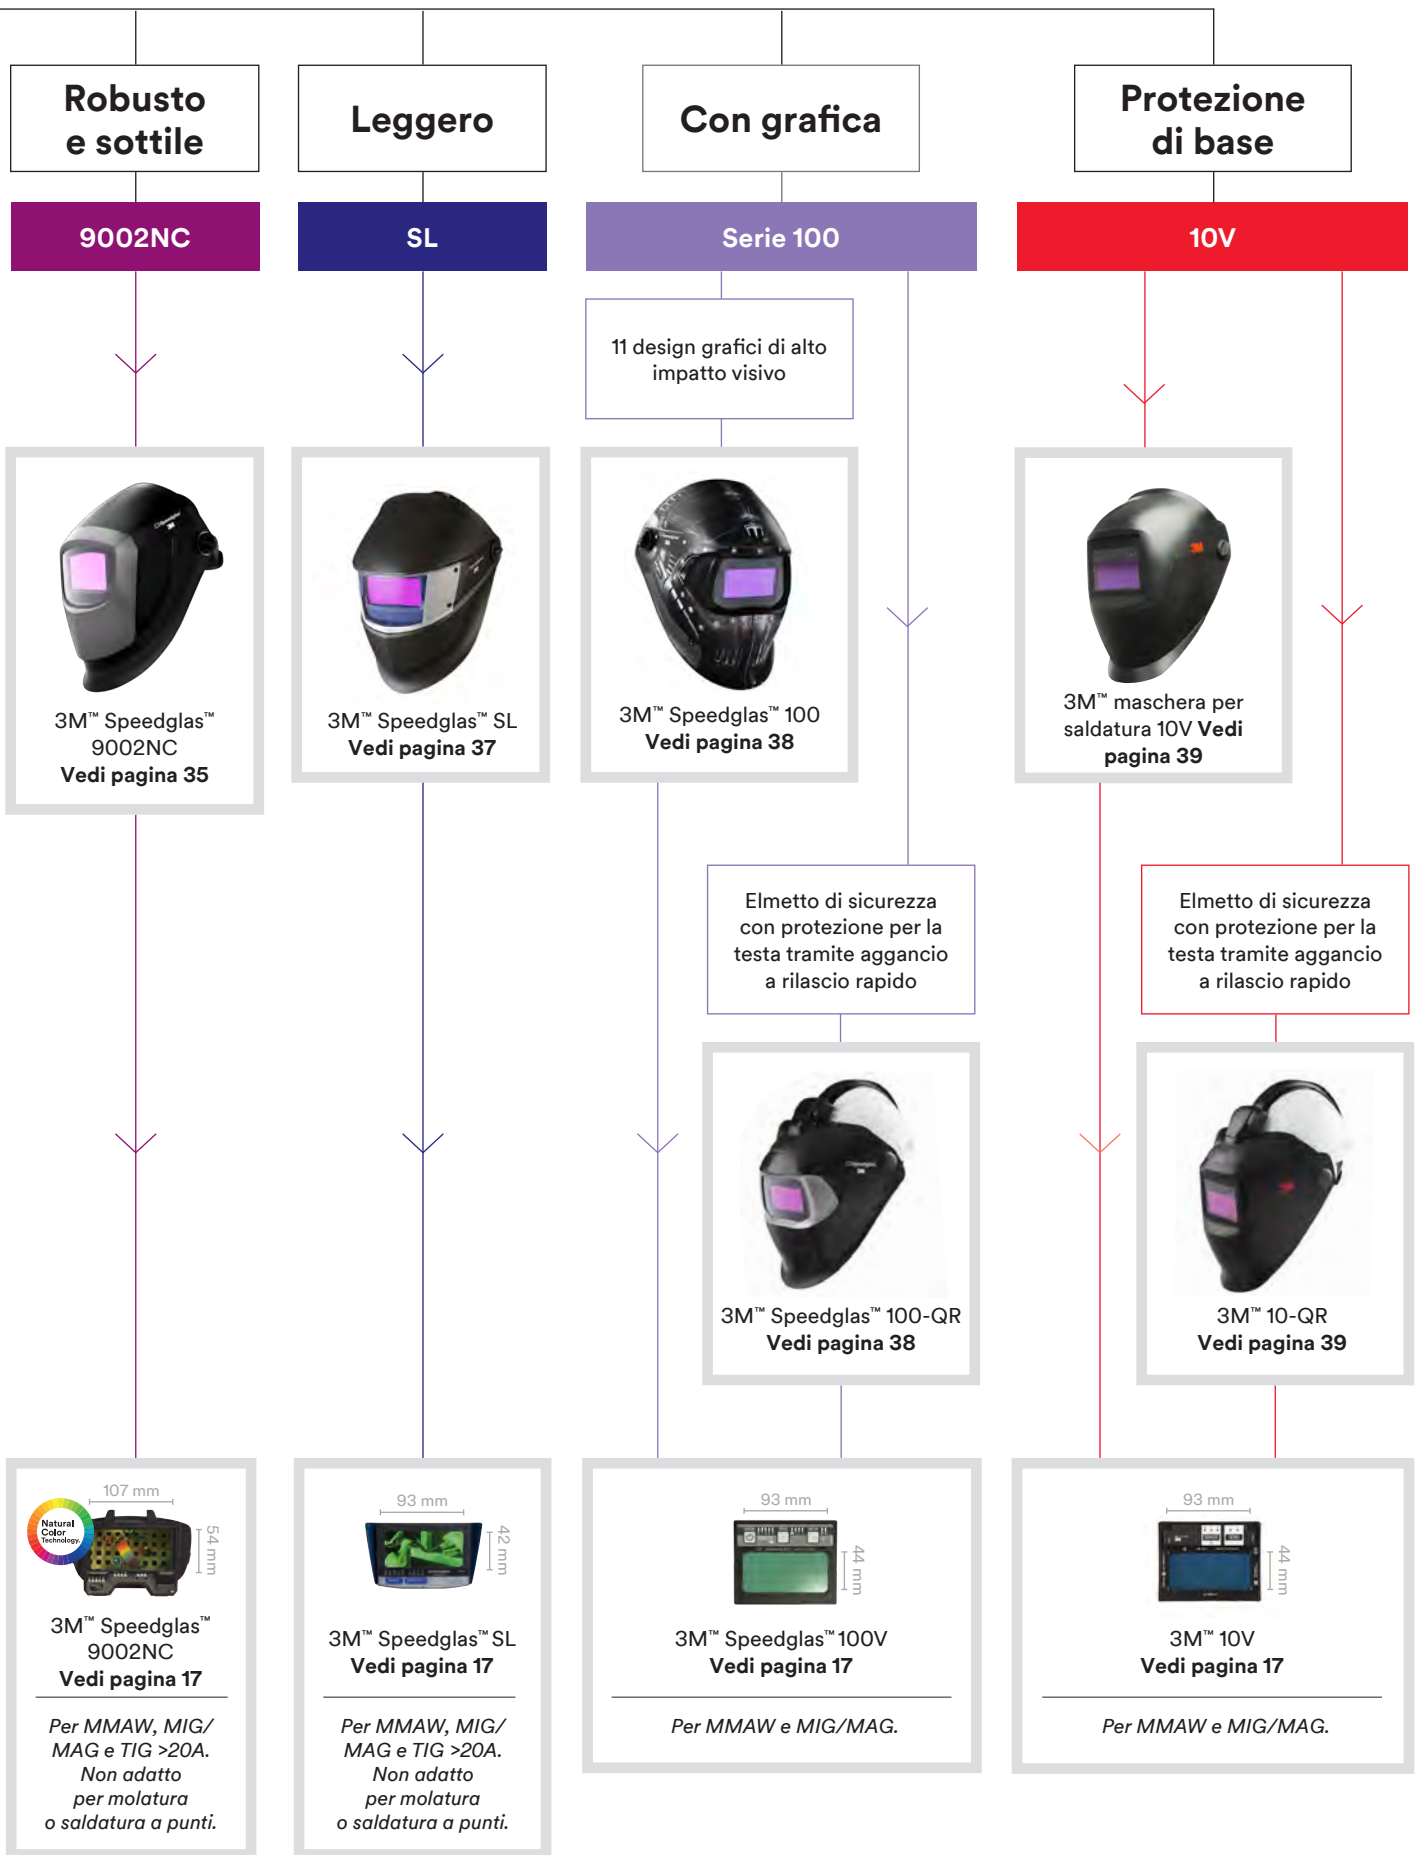 Robusto
e sottile
Leggero
Con grafica
Protezione
di base
9002NC
SL
Serie 100
10V
11 design grafici di alto
impatto visivo
3M™ Speedglas™
9002NC
Vedi pagina 35
3M™ Speedglas™ SL
Vedi pagina 37
3M™ Speedglas™ 100
Vedi pagina 38
3M
3M™ maschera per
saldatura 10V Vedi
pagina 39
Elmetto di sicurezza
con protezione per la
testa tramite aggancio
a rilascio rapido
Elmetto di sicurezza
con protezione per la
testa tramite aggancio
a rilascio rapido
3M™ Speedglas™ 100-QR
Vedi pagina 38
3M™ 10-QR
Vedi pagina 39
107 mm
54 mm
Natural
Color
Technology.
3M™ Speedglas™
9002NC
Vedi pagina 17
Per MMAW, MIG/
MAG e TIG >20A.
Non adatto
per molatura
o saldatura a punti.
93 mm
42 mm
3M™ Speedglas™ SL
Vedi pagina 17
Per MMAW, MIG/
MAG e TIG >20A.
Non adatto
per molatura
o saldatura a punti.
93 mm
44 mm
3M™ Speedglas™ 100V
Vedi pagina 17
Per MMAW e MIG/MAG.
93 mm
44 mm
3M™ 10V
Vedi pagina 17
Per MMAW e MIG/MAG.